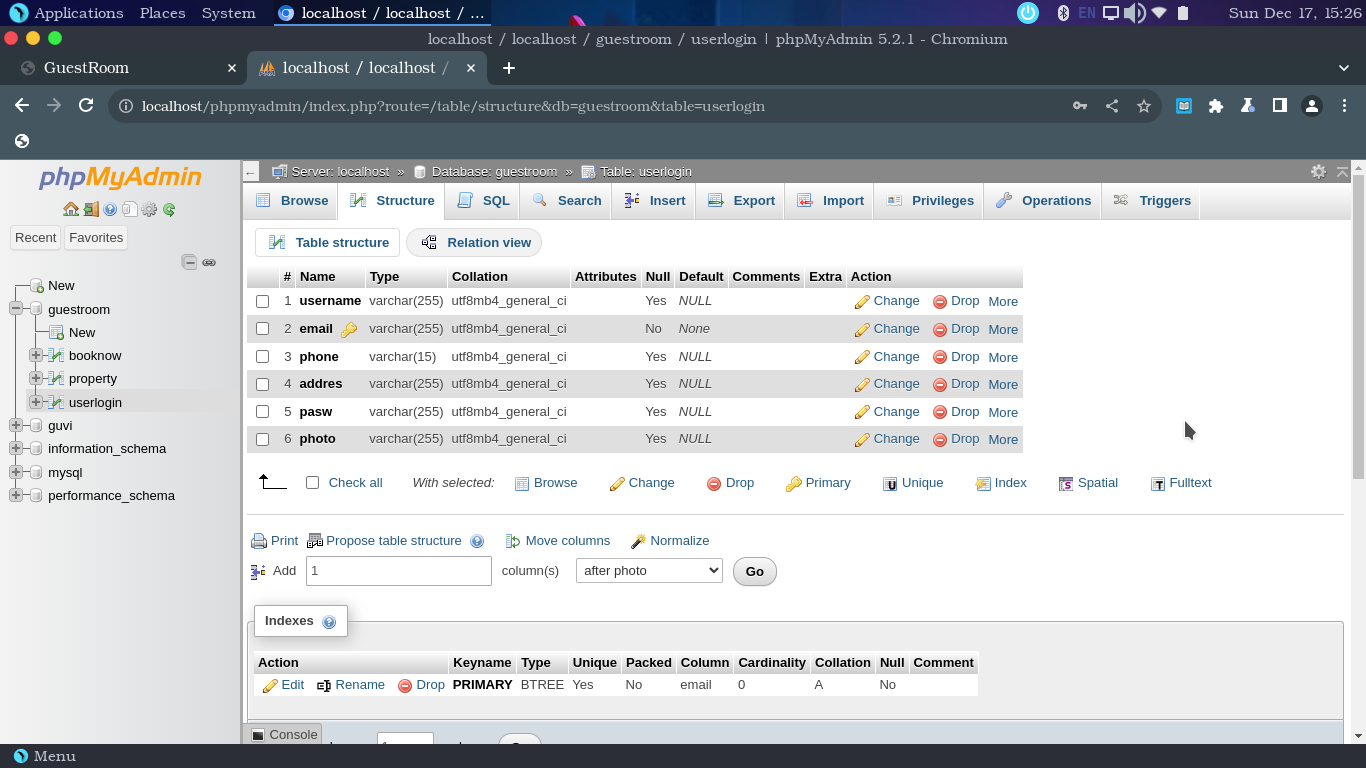 Applications Places System localhost / localhost / ... EN Sun Dec 17, 15:26
localhost / localhost / guestroom / userlogin | phpMyAdmin 5.2.1 - Chromium
GuestRoom localhost / localhost /
localhost/phpmyadmin/index.php?route=/table/structure&db=guestroom&table=userlogin
phpMyAdmin
Recent Favorites
New
guestroom
New
booknow
property
userlogin
guvi
information_schema
mysql
performance_schema
Server: localhost » Database: guestroom » Table: userlogin
Browse Structure SQL Search Insert Export Import Privileges Operations Triggers
Table structure Relation view
# Name Type Collation Attributes Null Default Comments Extra Action
1 username varchar(255) utf8mb4_general_ci Yes NULL Change Drop More
2 email varchar(255) utf8mb4_general_ci No None Change Drop More
3 phone varchar(15) utf8mb4_general_ci Yes NULL Change Drop More
4 addres varchar(255) utf8mb4_general_ci Yes NULL Change Drop More
5 pasw varchar(255) utf8mb4_general_ci Yes NULL Change Drop More
6 photo varchar(255) utf8mb4_general_ci Yes NULL Change Drop More
Check all With selected: Browse Change Drop Primary Unique Index Spatial Fulltext
Print Propose table structure Move columns Normalize
Add 1 column(s) after photo Go
Indexes
Action Keyname Type Unique Packed Column Cardinality Collation Null Comment
Edit Rename Drop PRIMARY BTREE Yes No email 0 A No
Console
Menu